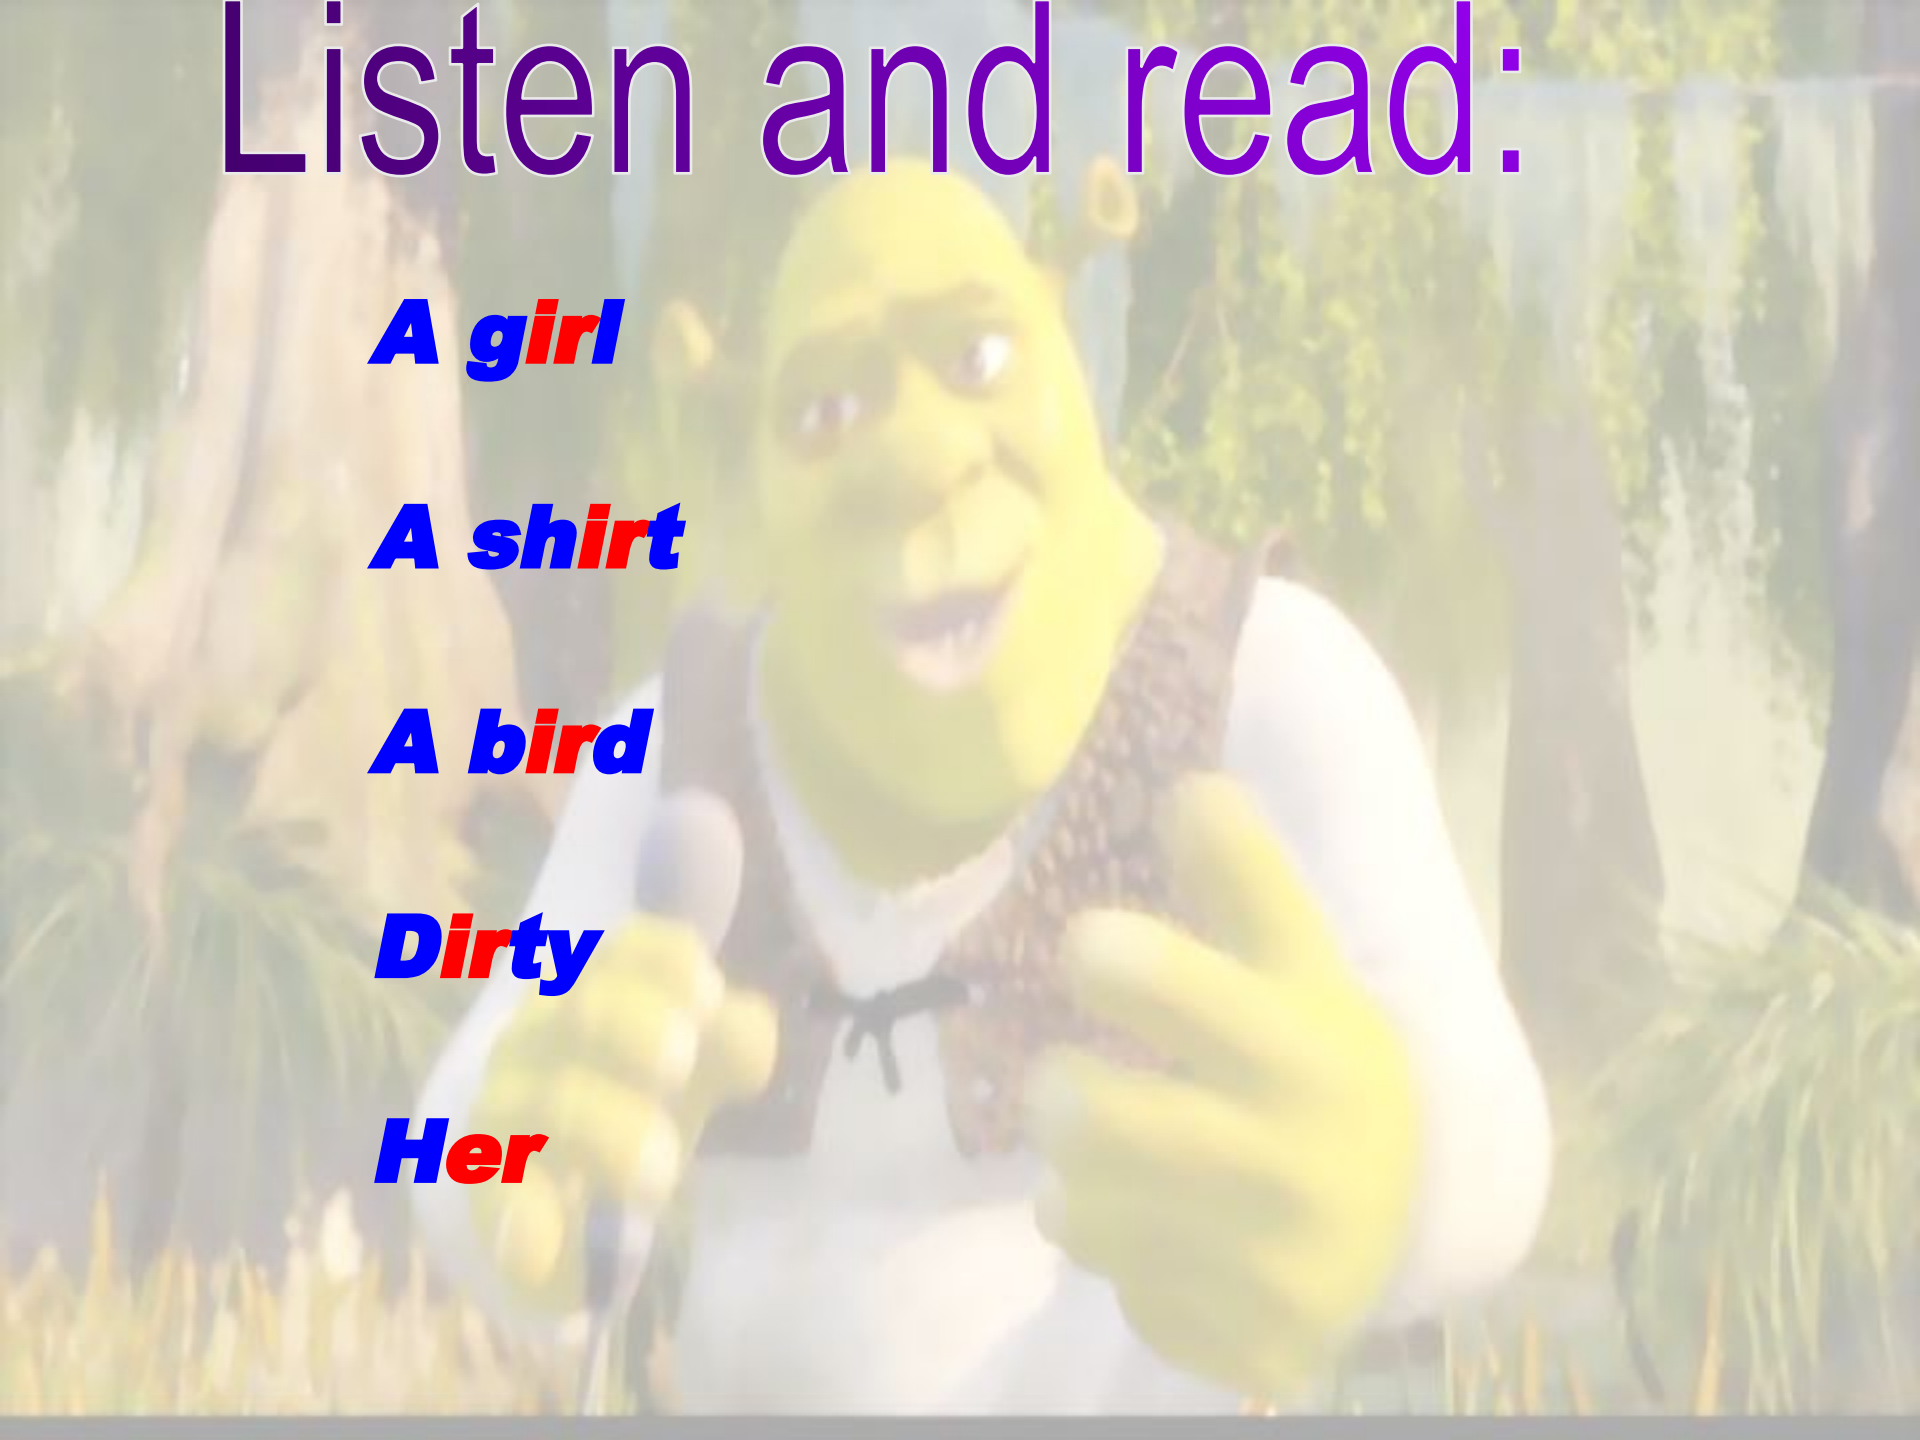 Listen and read:
A girl
A shirt
A bird
Dirty
Her